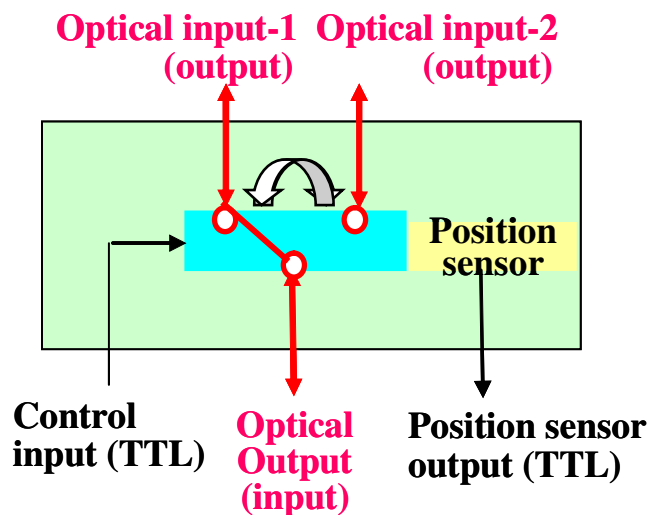 Optical input-1
(output)
Optical input-2
(output)
Position
sensor
Control
input (TTL)
Optical
Output
(input)
Position sensor
output (TTL)